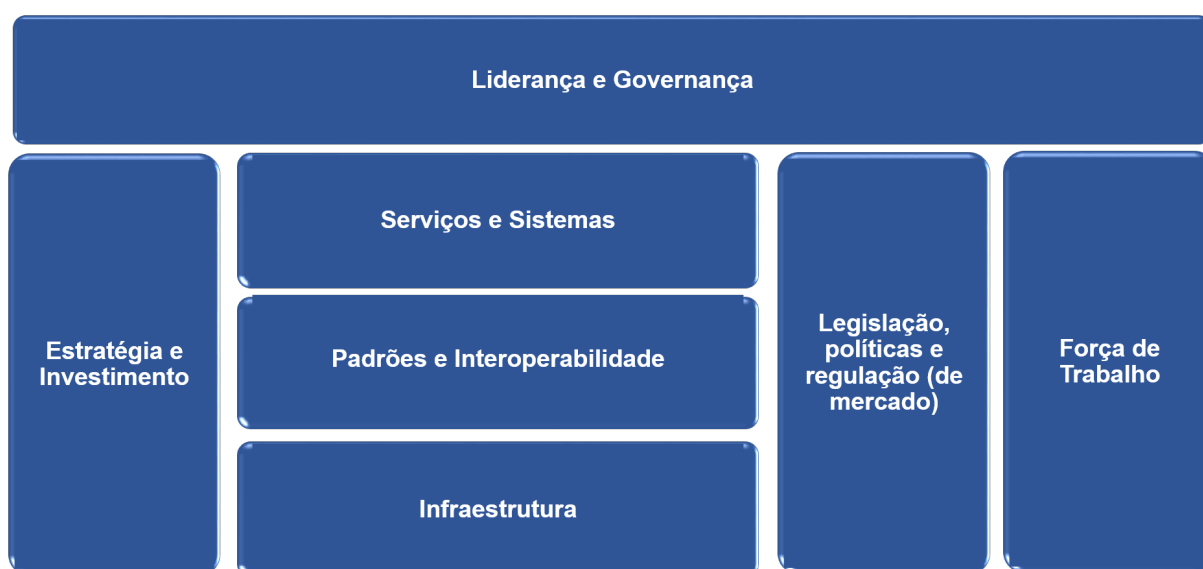 Liderança e Governança
Estratégia e
Investimento
Serviços e Sistemas
Padrões e Interoperabilidade
Infraestrutura
Legislação,
políticas e
regulação (de
mercado)
Força de
Trabalho